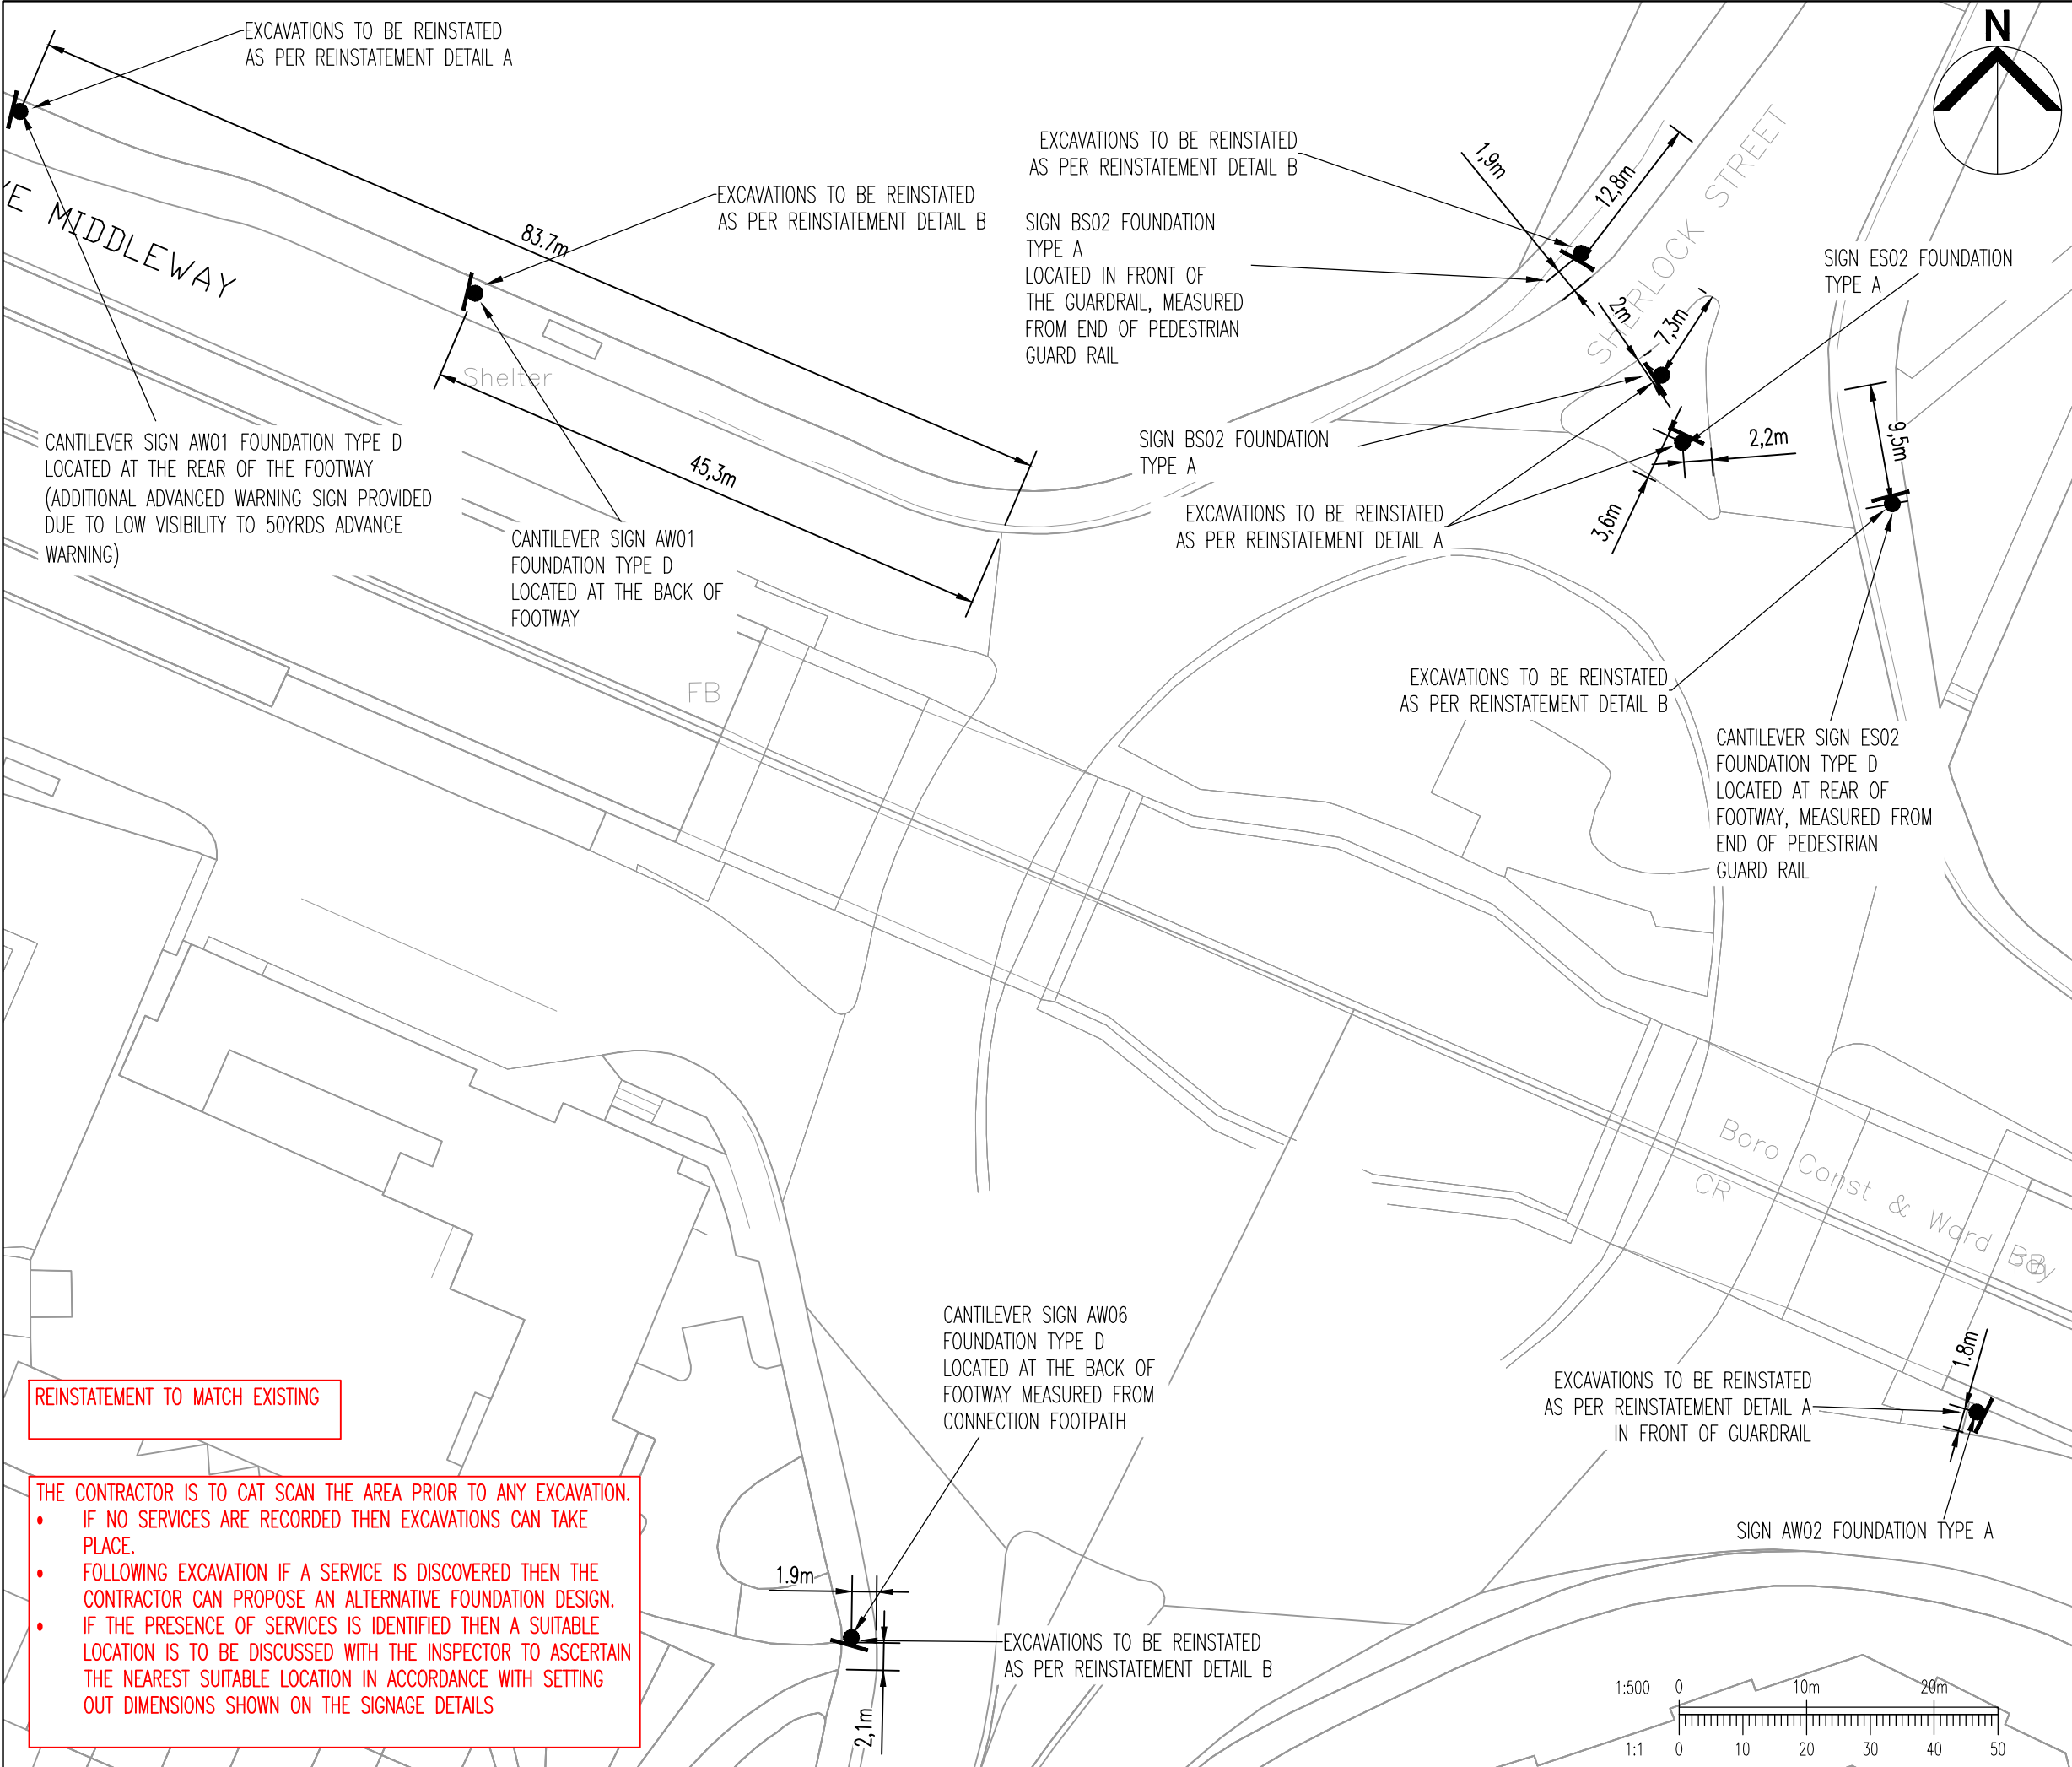 EXCAVATIONS TO BE REINSTATED
AS PER REINSTATEMENT DETAIL A
N
83.7m
EXCAVATIONS TO BE REINSTATED
AS PER REINSTATEMENT DETAIL B
EXCAVATIONS TO BE REINSTATED
AS PER REINSTATEMENT DETAIL B
1,9m
12,8m
SHERLOCK STREET
SIGN BS02 FOUNDATION
TYPE A
LOCATED IN FRONT OF
THE GUARDRAIL, MEASURED
FROM END OF PEDESTRIAN
GUARD RAIL
SIGN ES02 FOUNDATION
TYPE A
MIDDLEWAY
2m
7,3m
Shelter
45,3m
CANTILEVER SIGN AW01 FOUNDATION TYPE D
LOCATED AT THE REAR OF THE FOOTWAY
(ADDITIONAL ADVANCED WARNING SIGN PROVIDED
DUE TO LOW VISIBILITY TO 50YRDS ADVANCE
WARNING)
CANTILEVER SIGN AW01
FOUNDATION TYPE D
LOCATED AT THE BACK OF
FOOTWAY
SIGN BS02 FOUNDATION
TYPE A
2,2m
9,5m
3,6m
EXCAVATIONS TO BE REINSTATED
AS PER REINSTATEMENT DETAIL A
EXCAVATIONS TO BE REINSTATED
AS PER REINSTATEMENT DETAIL B
FB
CANTILEVER SIGN ES02
FOUNDATION TYPE D
LOCATED AT REAR OF
FOOTWAY, MEASURED FROM
END OF PEDESTRIAN
GUARD RAIL
Boro Const & Ward Bdy
CR
FB
CANTILEVER SIGN AW06
FOUNDATION TYPE D
LOCATED AT THE BACK OF
FOOTWAY MEASURED FROM
CONNECTION FOOTPATH
1.8m
EXCAVATIONS TO BE REINSTATED
AS PER REINSTATEMENT DETAIL A
IN FRONT OF GUARDRAIL
SIGN AW02 FOUNDATION TYPE A
REINSTATEMENT TO MATCH EXISTING
THE CONTRACTOR IS TO CAT SCAN THE AREA PRIOR TO ANY EXCAVATION.
• IF NO SERVICES ARE RECORDED THEN EXCAVATIONS CAN TAKE
PLACE.
• FOLLOWING EXCAVATION IF A SERVICE IS DISCOVERED THEN THE
CONTRACTOR CAN PROPOSE AN ALTERNATIVE FOUNDATION DESIGN.
• IF THE PRESENCE OF SERVICES IS IDENTIFIED THEN A SUITABLE
LOCATION IS TO BE DISCUSSED WITH THE INSPECTOR TO ASCERTAIN
THE NEAREST SUITABLE LOCATION IN ACCORDANCE WITH SETTING
OUT DIMENSIONS SHOWN ON THE SIGNAGE DETAILS
1.9m
EXCAVATIONS TO BE REINSTATED
AS PER REINSTATEMENT DETAIL B
2,1m
1:500 0 10m 20m
1:1 0 10 20 30 40 50